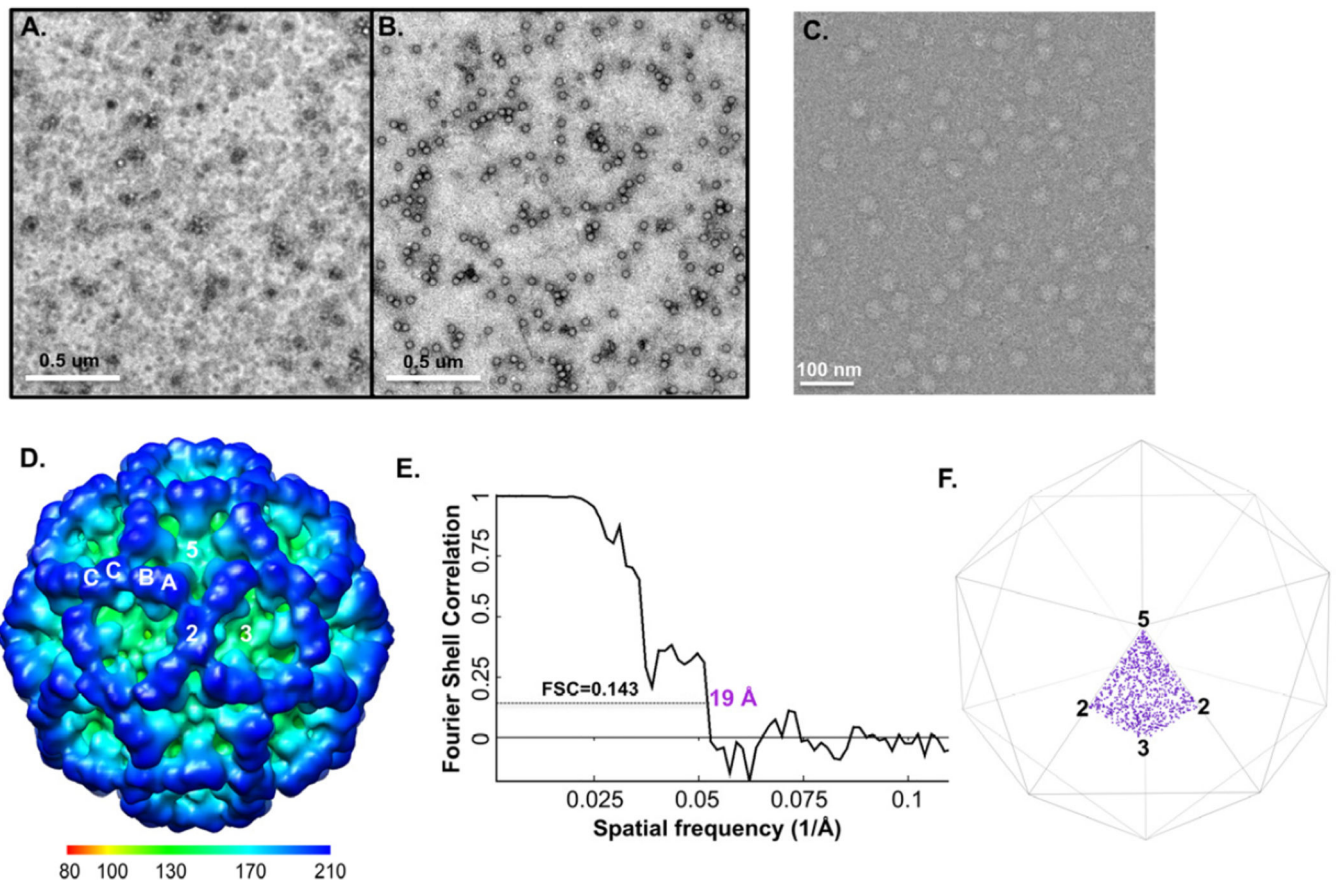 A.
B.
C.
0.5 um
0.5 um
100 nm
D.
5
C C B A
2 3
80 100 130 170 210
E.
Fourier Shell Correlation
1
0.75
0.5
0.25
0
FSC=0.143
19 Å
0.025 0.05 0.075 0.1
Spatial frequency (1/Å)
F.
5
2 2
3